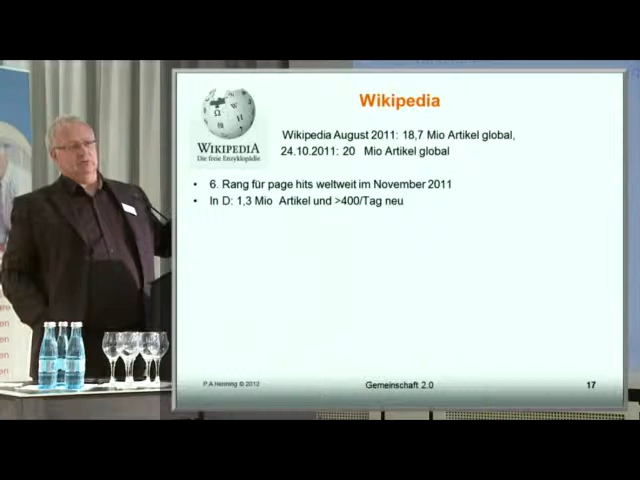 Wikipedia
WIKIPEDIA
Die freie Enzyklopädie
Wikipedia August 2011: 18,7 Mio Artikel global,
24.10.2011: 20 Mio Artikel global
• 6. Rang für page hits weltweit im November 2011
• In D: 1,3 Mio Artikel und >400/Tag neu
P.A.Henning © 2012
Gemeinschaft 2.0
17